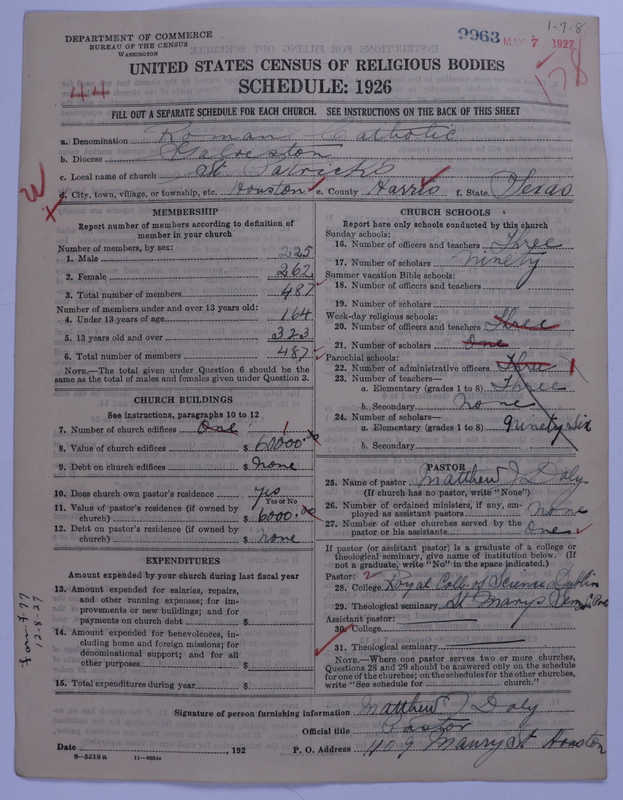 DEPARTMENT OF COMMERCE
BUREAU OF THE CENSUS
WASHINGTON
9963
7 1927
1-7-8
178
44
UNITED STATES CENSUS OF RELIGIOUS BODIES
SCHEDULE: 1926
FILL OUT A SEPARATE SCHEDULE FOR EACH CHURCH. SEE INSTRUCTIONS ON THE BACK OF THIS SHEET
a. Denomination Roman Catholic
b. Diocese Galveston
c. Local name of church St. Patrick's
d. City, town, village, or township, etc. Houston e. County Harris f. State Texas
MEMBERSHIP
Report number of members according to definition of
member in your church
Number of members, by sex:
1. Male 225
2. Female 262
3. Total number of members 487
Number of members under and over 13 years old:
4. Under 13 years of age 164
5. 13 years old and over 323
6. Total number of members 487
NOTE.—The total given under Question 6 should be the
same as the total of males and females given under Question 3.
CHURCH BUILDINGS
See instructions, paragraphs 10 to 12
7. Number of church edifices One 1
8. Value of church edifices $ 60000.00
9. Debt on church edifices $ none
10. Does church own pastor's residence yes
Yes or No
11. Value of pastor's residence (if owned by
church) $ 6000.00
12. Debt on pastor's residence (if owned by
church) $ none
EXPENDITURES
Amount expended by your church during last fiscal year
13. Amount expended for salaries, repairs,
and other running expenses; for im-
provements or new buildings; and for
payments on church debt $
14. Amount expended for benevolences, in-
cluding home and foreign missions; for
denominational support; and for all
other purposes $
15. Total expenditures during year $
CHURCH SCHOOLS
Report here only schools conducted by this church
Sunday schools:
16. Number of officers and teachers Three
17. Number of scholars Ninety
Summer vacation Bible schools:
18. Number of officers and teachers
19. Number of scholars
Week-day religious schools:
20. Number of officers and teachers Three
21. Number of scholars One
Parochial schools:
22. Number of administrative officers Three 1
23. Number of teachers—
a. Elementary (grades 1 to 8) Three
b. Secondary none
24. Number of scholars—
a. Elementary (grades 1 to 8) Ninety six
b. Secondary
PASTOR
25. Name of pastor Matthew J Daly
(If church has no pastor, write "None")
26. Number of ordained ministers, if any, em-
ployed as assistant pastors none
27. Number of other churches served by the
pastor or his assistants One
If pastor (or assistant pastor) is a graduate of a college or
theological seminary, give name of institution below. (If
not a graduate, write "No" in the space indicated.)
Pastor:
28. College Royal Coll- of Science Dublin
29. Theological seminary St Marys Sem
Assistant pastor:
30. College
31. Theological seminary
NOTE.—Where one pastor serves two or more churches,
Questions 28 and 29 should be answered only on the schedule
for one of the churches; on the schedules for the other churches,
write "See schedule for church."
Form F-77
12-8-27
Signature of person furnishing information Matthew J Daly
Official title Pastor
Date , 192 P. O. Address 1109 Maury St Houston
8-5518a 11-9554a